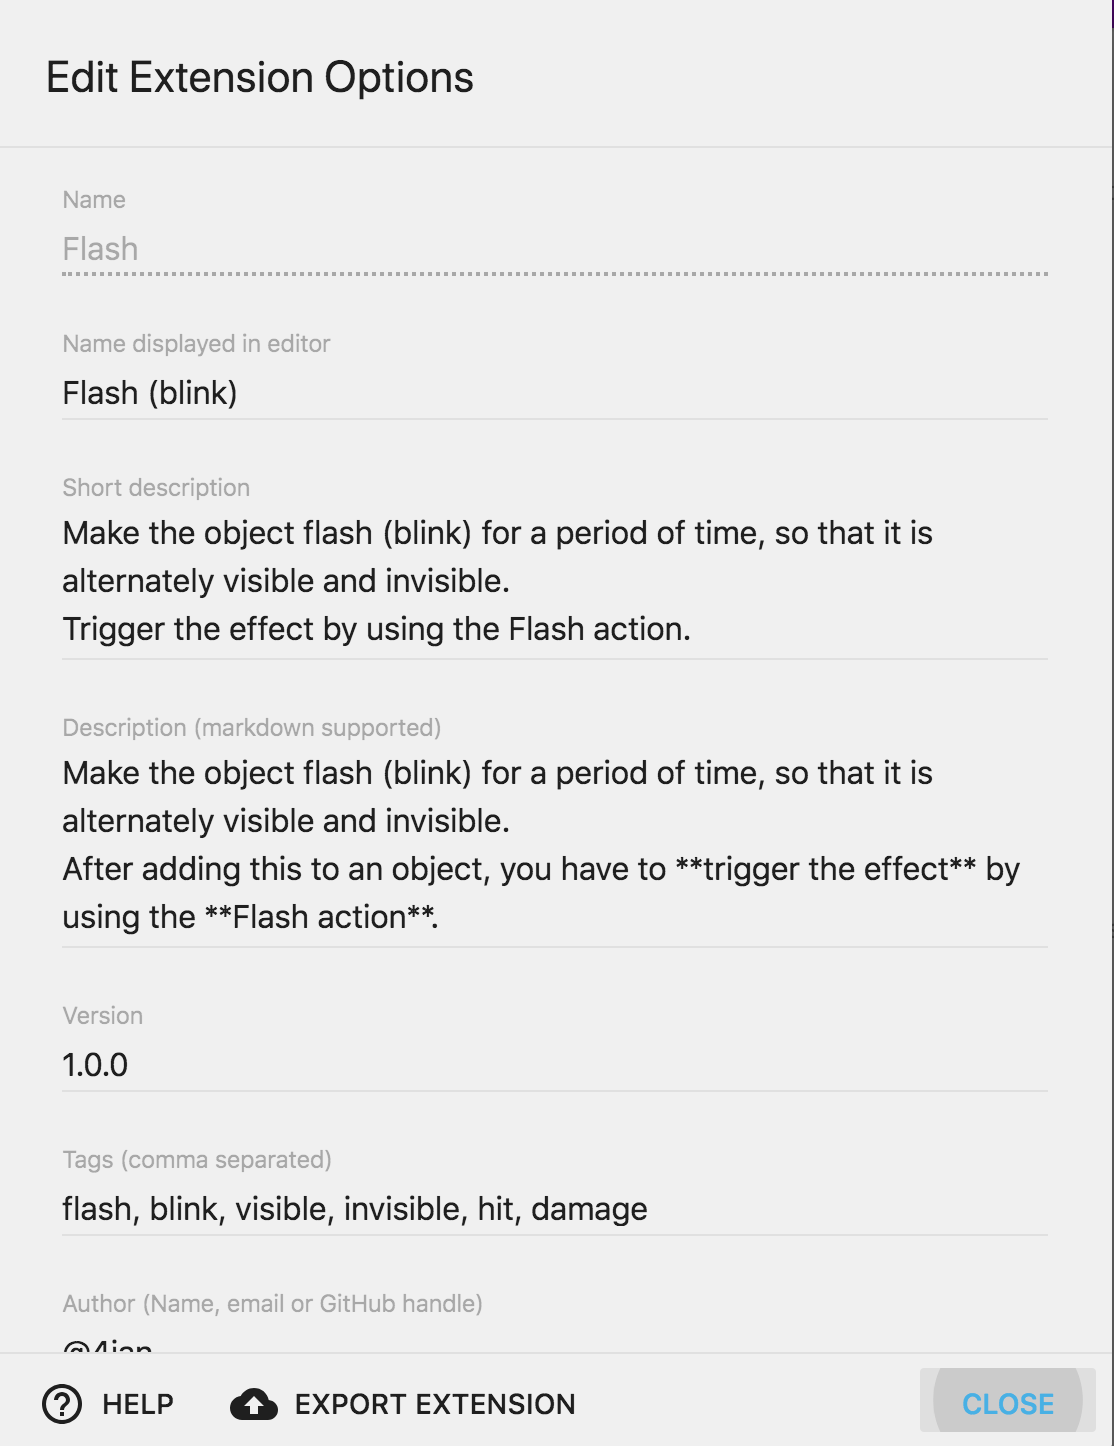 Edit Extension Options
Name
Flash
Name displayed in editor
Flash (blink)
Short description
Make the object flash (blink) for a period of time, so that it is
alternately visible and invisible.
Trigger the effect by using the Flash action.
Description (markdown supported)
Make the object flash (blink) for a period of time, so that it is
alternately visible and invisible.
After adding this to an object, you have to **trigger the effect** by
using the **Flash action**.
Version
1.0.0
Tags (comma separated)
flash, blink, visible, invisible, hit, damage
Author (Name, email or GitHub handle)
@4ian
HELP
EXPORT EXTENSION
CLOSE